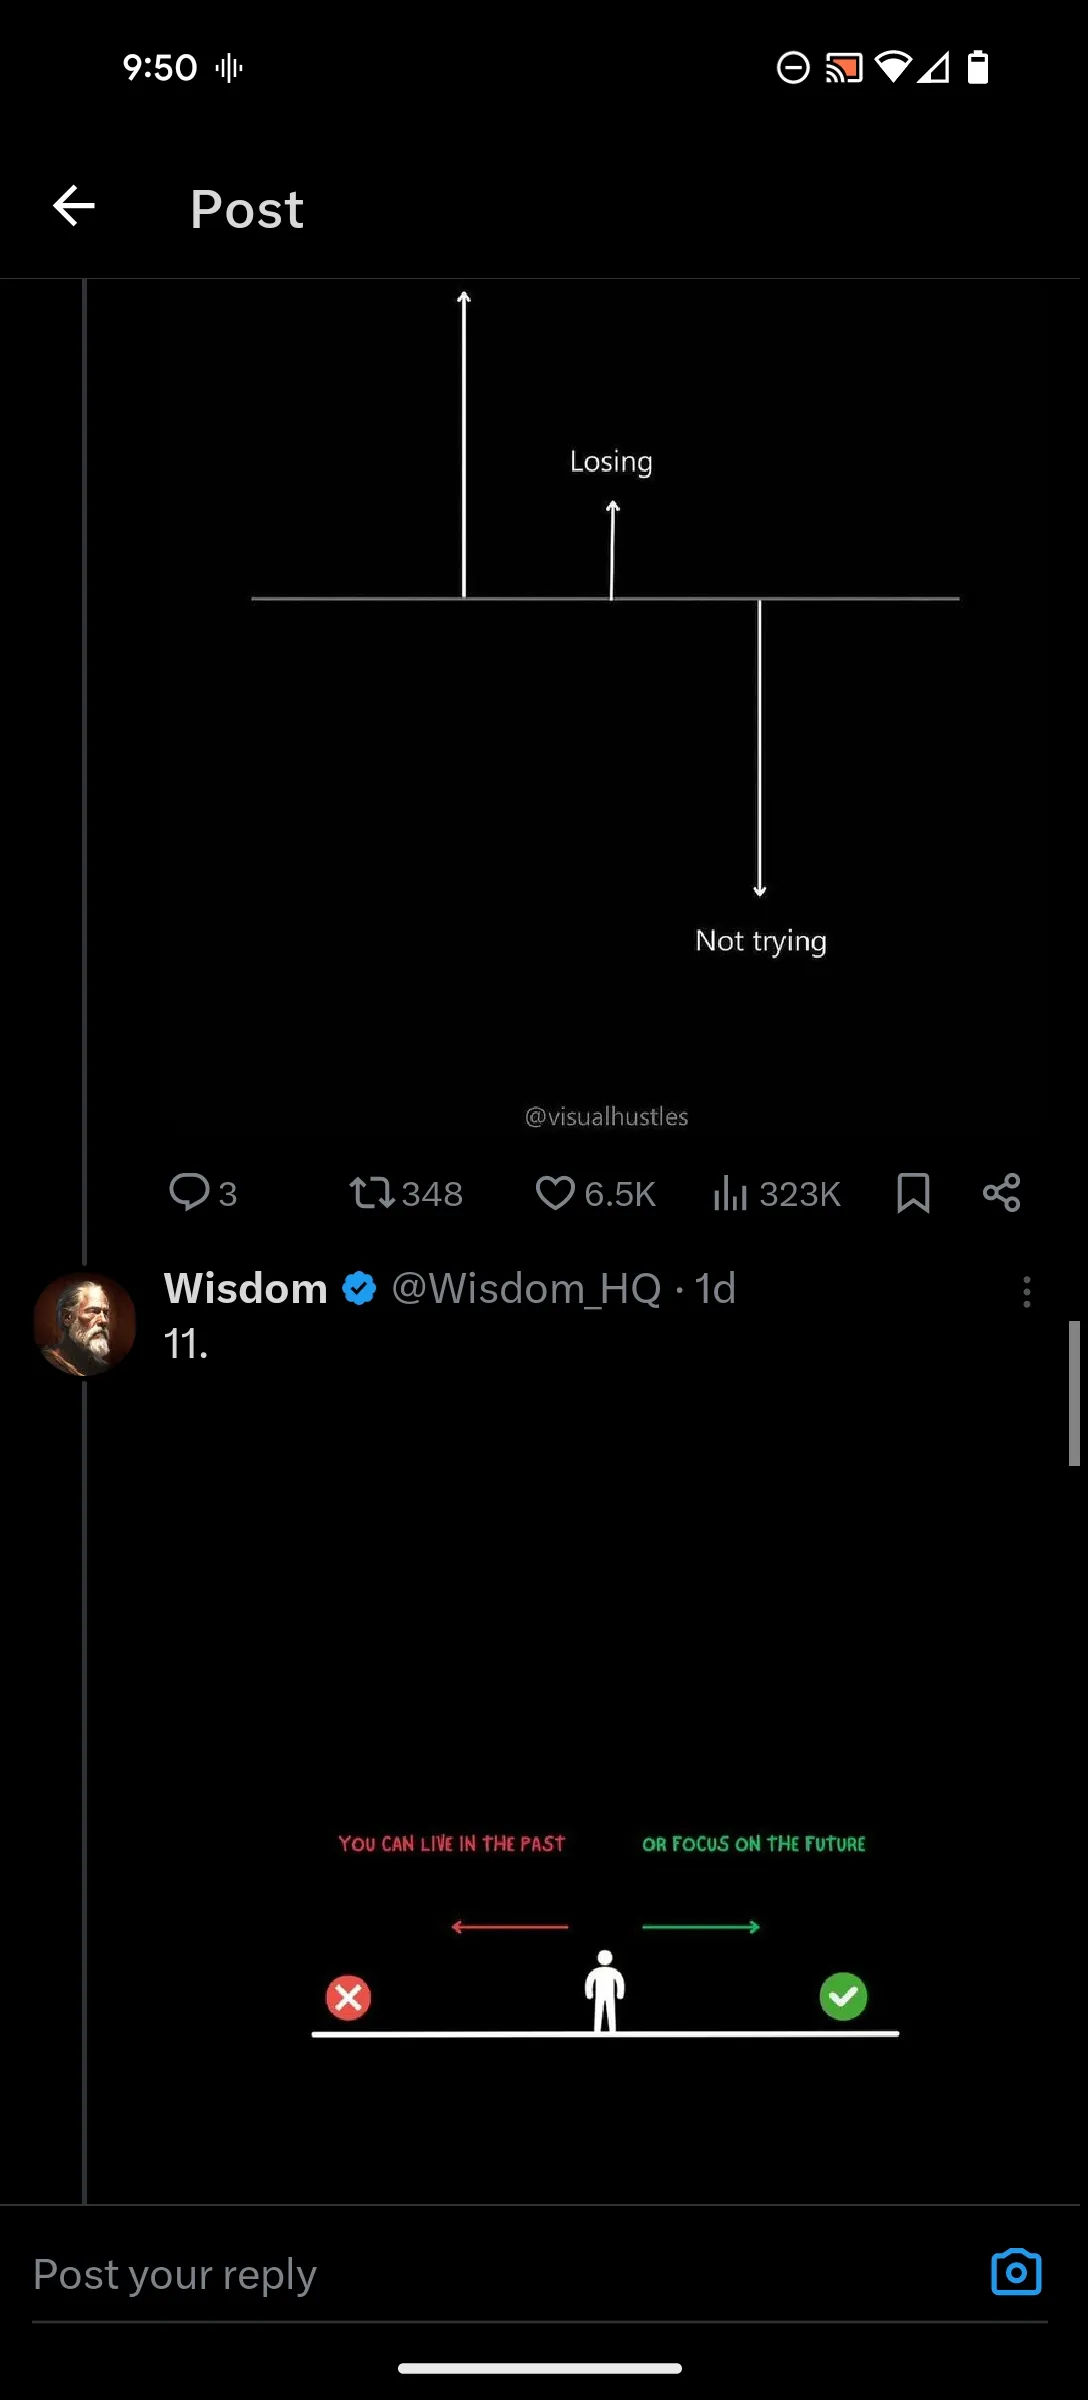 9:50
Post
Losing
Not trying
@visualhustles
3 348 6.5K 323K
Wisdom @Wisdom_HQ · 1d
11.
YOU CAN LIVE IN THE PAST OR FOCUS ON THE FUTURE
Post your reply